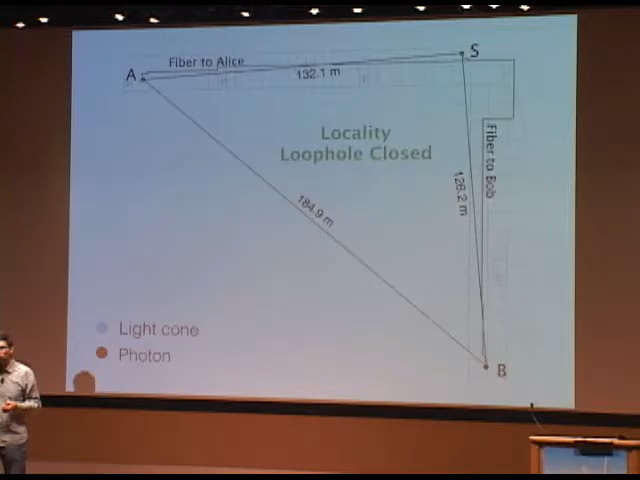 S
Fiber to Alice
A
132.1 m
Locality
Loophole Closed
Fiber to Bob
126.2 m
184.9 m
Light cone
Photon
B